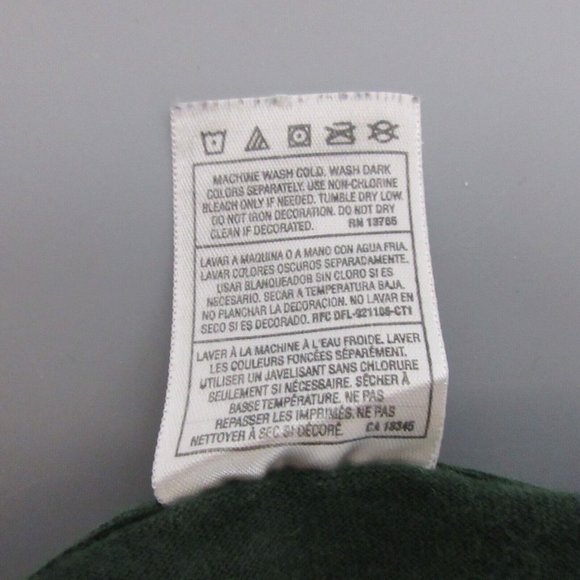 MACHINE WASH COLD. WASH DARK
COLORS SEPARATELY. USE NON-CHLORINE
BLEACH ONLY IF NEEDED. TUMBLE DRY LOW.
DO NOT IRON DECORATION. DO NOT DRY
CLEAN IF DECORATED. RN 13765
LAVAR A MAQUINA O A MANO CON AGUA FRIA.
LAVAR COLORES OSCUROS SEPARADAMENTE.
USAR BLANQUEADOR SIN CLORO SI ES
NECESARIO. SECAR A TEMPERATURA BAJA.
NO PLANCHAR LA DECORACION. NO LAVAR EN
SECO SI ES DECORADO. RFC DFL-921106-CT1
LAVER À LA MACHINE À L'EAU FROIDE. LAVER
LES COULEURS FONCÉES SÉPARÉMENT.
UTILISER UN JAVELISANT SANS CHLORURE
SEULEMENT SI NÉCESSAIRE. SÉCHER À
BASSE TEMPÉRATURE. NE PAS
REPASSER LES IMPRIMÉS. NE PAS
NETTOYER À SEC SI DÉCORÉ. CA 13345